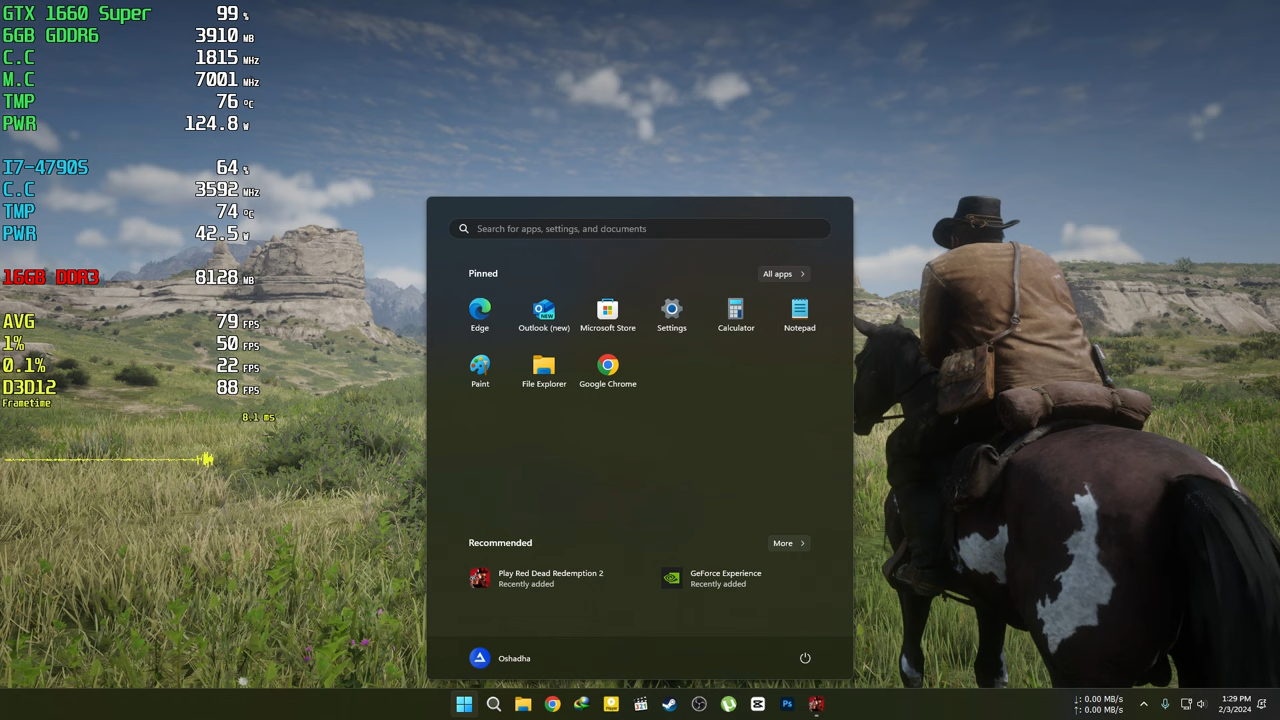 GTX 1660 Super 99 %
6GB GDDR6 3910 MB
C.C 1815 MHz
M.C 7001 MHz
TMP 76 °C
PWR 124.8 W
I7-4790S 64 %
C.C 3592 MHz
TMP 74 °C
PWR 42.5 W
16GB DDR3 8128 MB
AVG 79 FPS
1% 50 FPS
0.1% 22 FPS
D3D12 88 FPS
Frametime
8.1 ms
Search for apps, settings, and documents
Pinned All apps
Edge Outlook (new) Microsoft Store Settings Calculator Notepad
Paint File Explorer Google Chrome
Recommended More
Play Red Dead Redemption 2
Recently added
GeForce Experience
Recently added
Oshadha
↓: 0.00 MB/s
↑: 0.00 MB/s
1:29 PM
2/3/2024